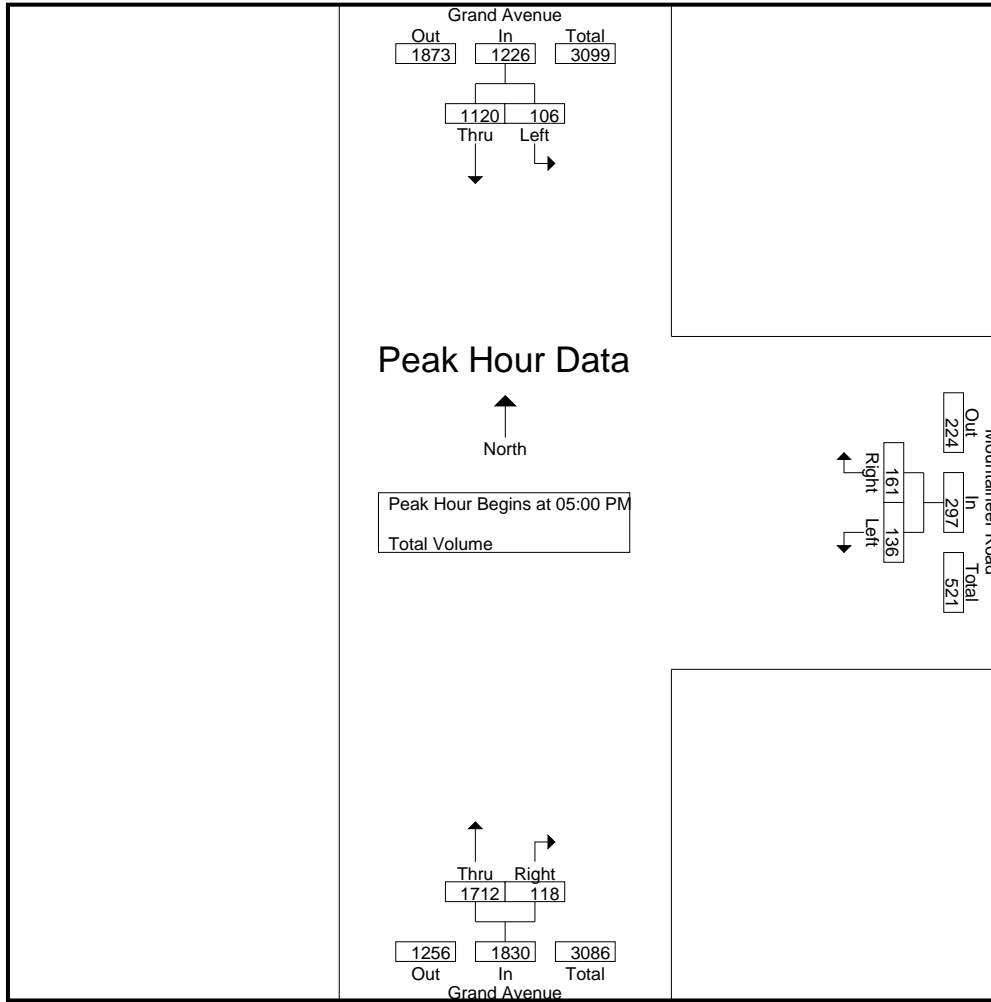 Grand Avenue
Out In Total
1873 1226 3099
1120 106
Thru Left
Peak Hour Data
North
Peak Hour Begins at 05:00 PM
Total Volume
Mountaineer Road
Out In Total
224 297 521
161 136
Right Left
Thru Right
1712 118
1256 1830 3086
Out In Total
Grand Avenue